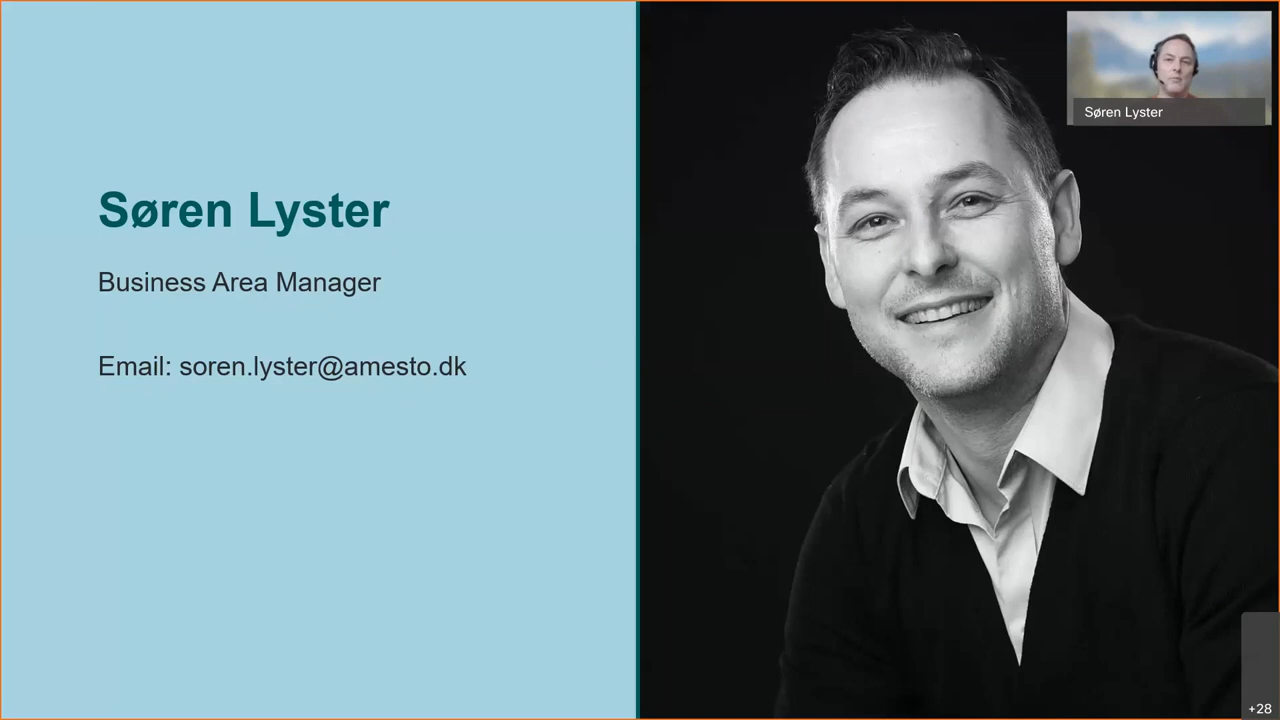 Søren Lyster
Business Area Manager
Email: soren.lyster@amesto.dk
Søren Lyster
+28